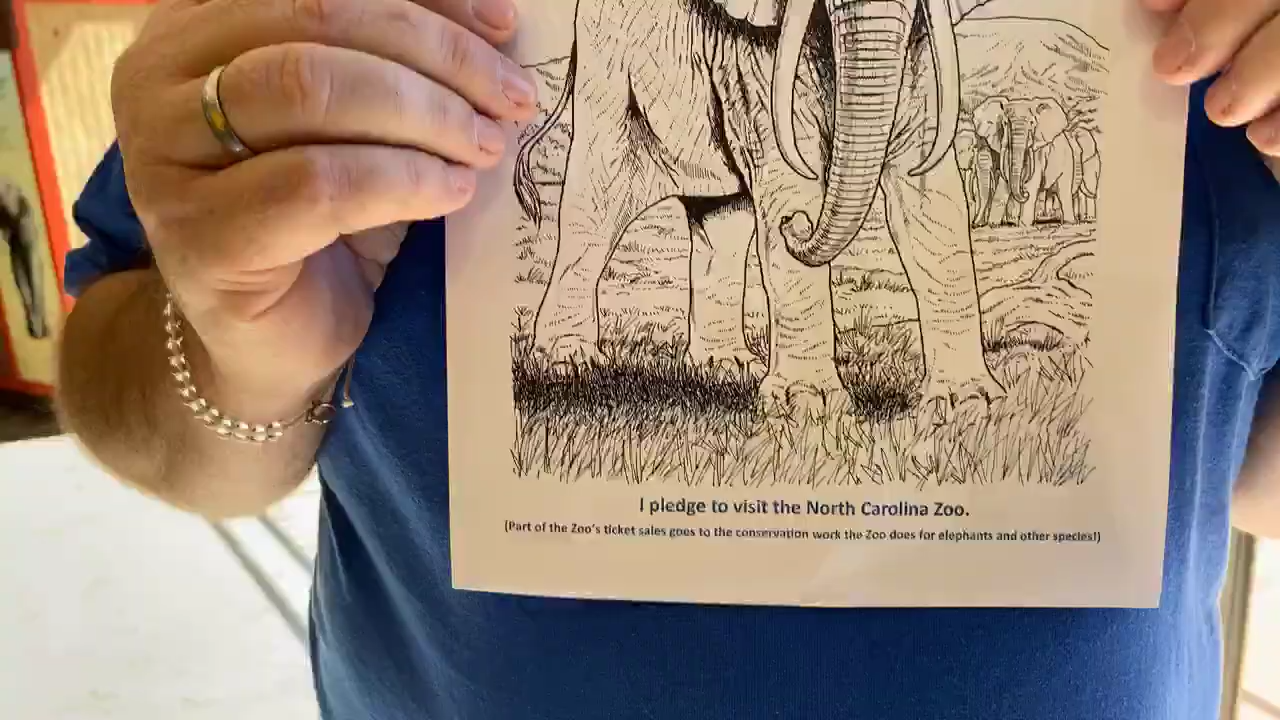 I pledge to visit the North Carolina Zoo.
(Part of the Zoo's ticket sales goes to the conservation work the Zoo does for elephants and other species!)